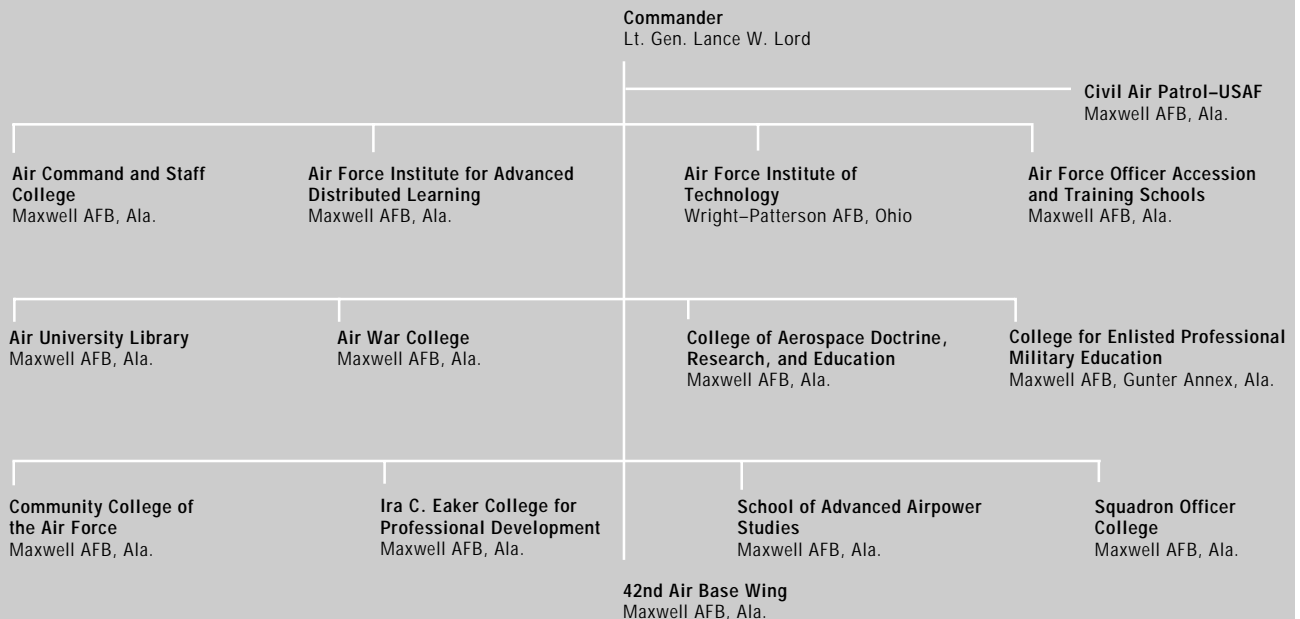 Commander
Lt. Gen. Lance W. Lord
Civil Air Patrol–USAF
Maxwell AFB, Ala.
Air Command and Staff
College
Maxwell AFB, Ala.
Air Force Institute for Advanced
Distributed Learning
Maxwell AFB, Ala.
Air Force Institute of
Technology
Wright–Patterson AFB, Ohio
Air Force Officer Accession
and Training Schools
Maxwell AFB, Ala.
Air University Library
Maxwell AFB, Ala.
Air War College
Maxwell AFB, Ala.
College of Aerospace Doctrine,
Research, and Education
Maxwell AFB, Ala.
College for Enlisted Professional
Military Education
Maxwell AFB, Gunter Annex, Ala.
Community College of
the Air Force
Maxwell AFB, Ala.
Ira C. Eaker College for
Professional Development
Maxwell AFB, Ala.
School of Advanced Airpower
Studies
Maxwell AFB, Ala.
Squadron Officer
College
Maxwell AFB, Ala.
42nd Air Base Wing
Maxwell AFB, Ala.